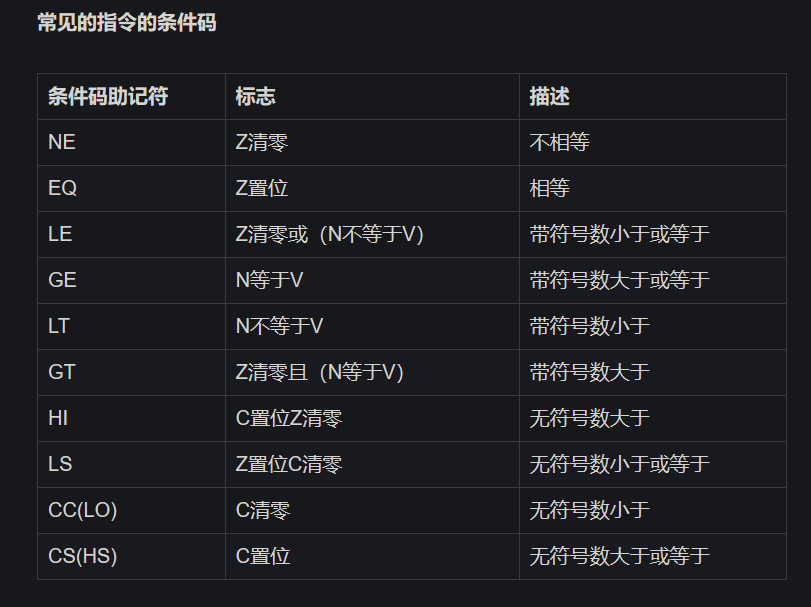 常见的指令的条件码
条件码助记符 标志 描述
NE Z清零 不相等
EQ Z置位 相等
LE Z清零或（N不等于V） 带符号数小于或等于
GE N等于V 带符号数大于或等于
LT N不等于V 带符号数小于
GT Z清零且（N等于V） 带符号数大于
HI C置位Z清零 无符号数大于
LS Z置位C清零 无符号数小于或等于
CC(LO) C清零 无符号数小于
CS(HS) C置位 无符号数大于或等于